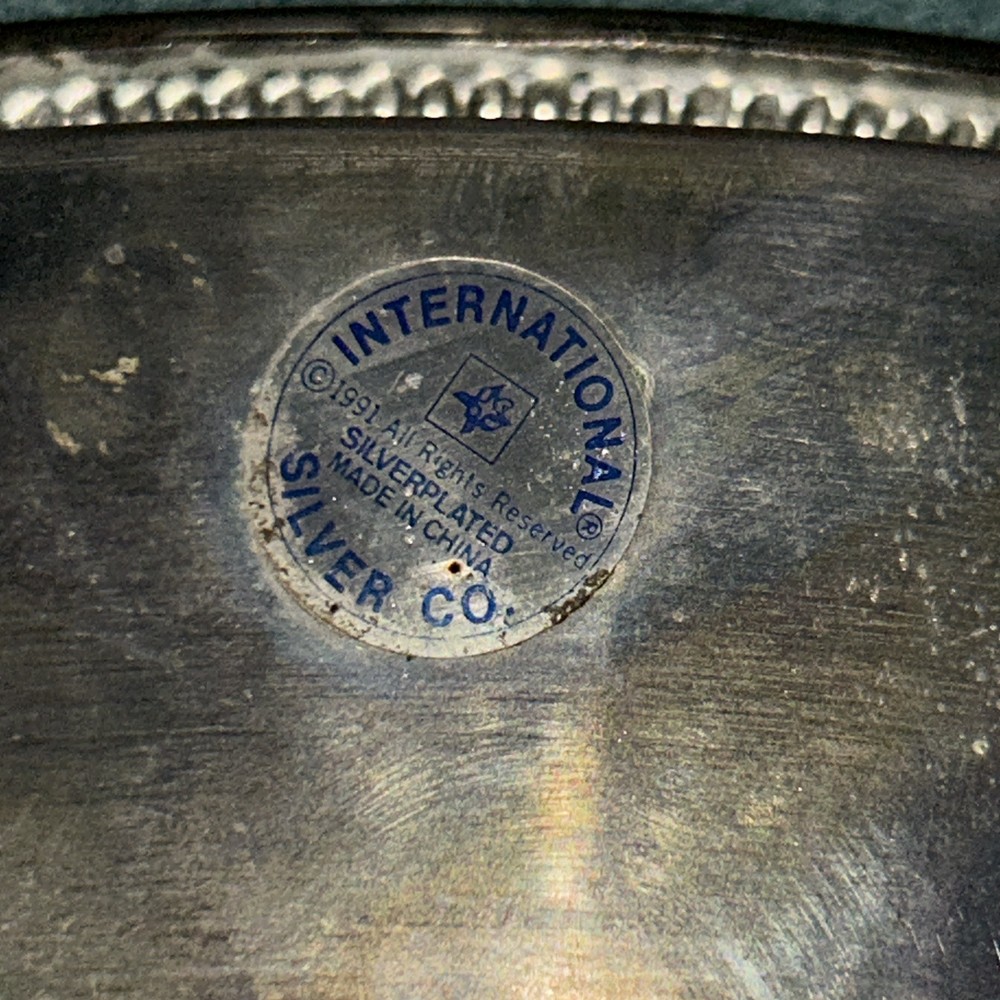 INTERNATIONAL®
©1991 All Rights Reserved
SILVERPLATED
MADE IN CHINA
SILVER CO.